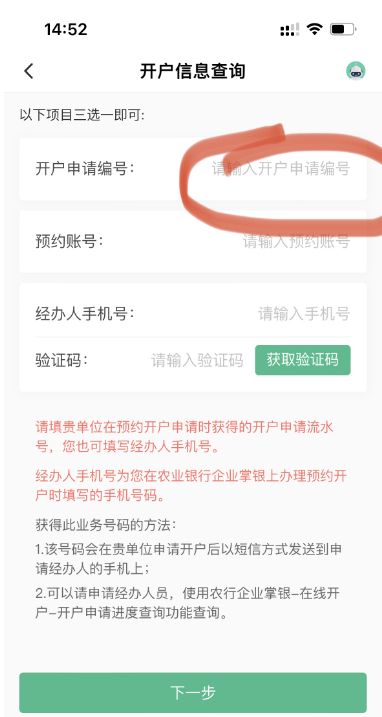 14:52
开户信息查询
以下项目三选一即可:
开户申请编号: 请输入开户申请编号
预约账号: 请输入预约账号
经办人手机号: 请输入手机号
验证码: 请输入验证码 获取验证码
请填贵单位在预约开户申请时获得的开户申请流水
号，您也可填写经办人手机号。
经办人手机号为您在农业银行企业掌银上办理预约开
户时填写的手机号码。
获得此业务号码的方法:
1.该号码会在贵单位申请开户后以短信方式发送到申
请经办人的手机上；
2.可以请申请经办人员，使用农行企业掌银–在线开
户–开户申请进度查询功能查询。
下一步